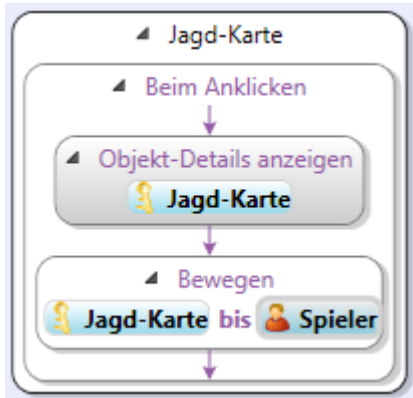 Jagd-Karte
Beim Anklicken
Objekt-Details anzeigen
Jagd-Karte
Bewegen
Jagd-Karte bis Spieler